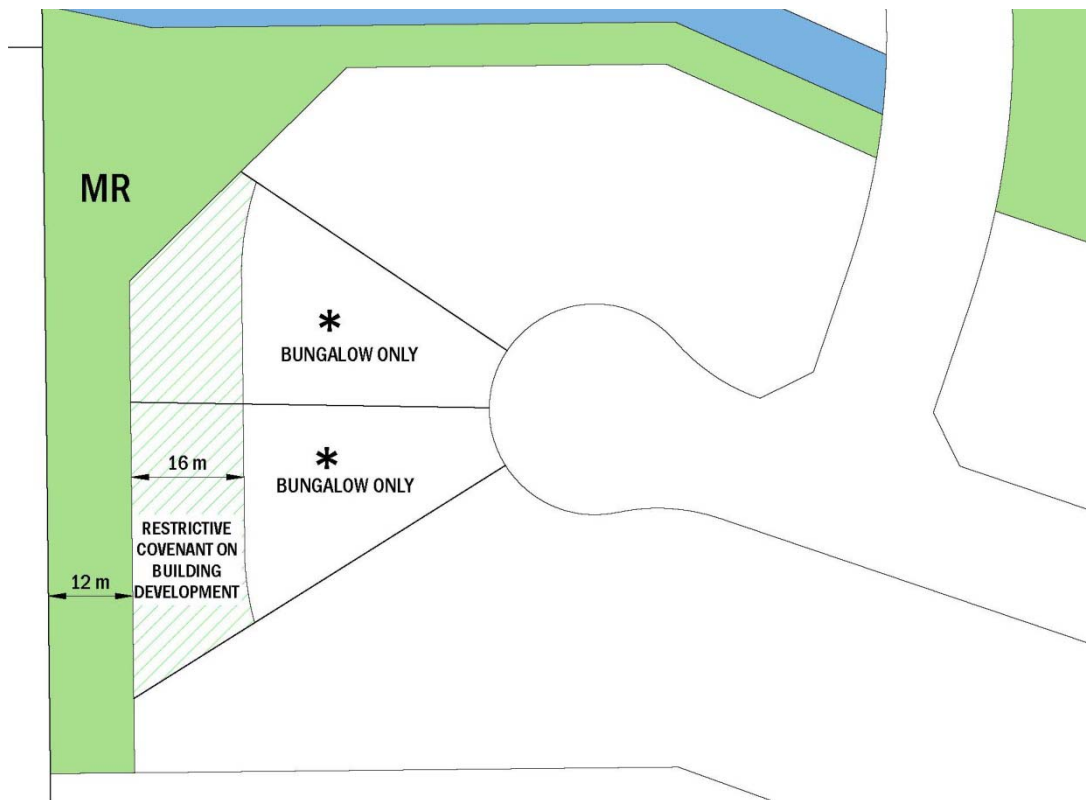 MR
*
BUNGALOW ONLY
*
BUNGALOW ONLY
16 m
RESTRICTIVE
COVENANT ON
BUILDING
DEVELOPMENT
12 m